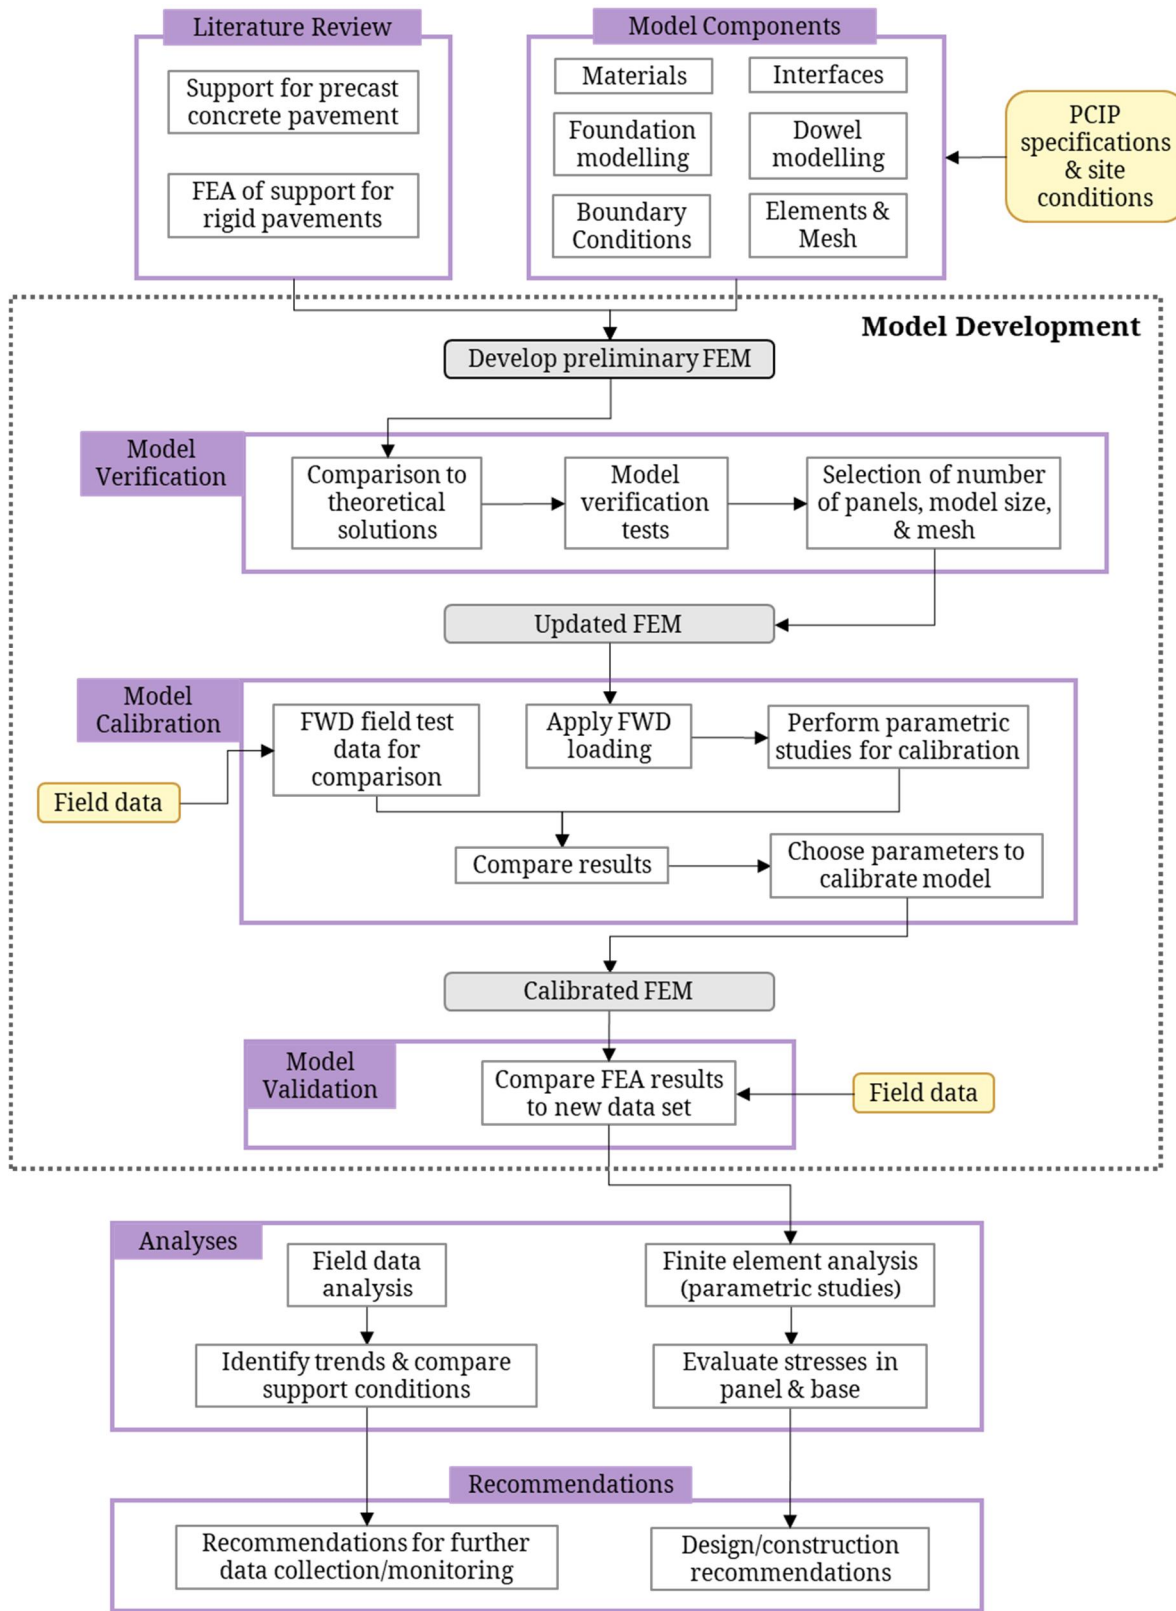 Literature Review
Support for precast
concrete pavement
FEA of support for
rigid pavements
Model Components
Materials
Interfaces
Foundation
modelling
Dowel
modelling
Boundary
Conditions
Elements &
Mesh
PCIP
specifications
& site
conditions
Model Development
Develop preliminary FEM
Model
Verification
Comparison to
theoretical
solutions
Model
verification
tests
Selection of number
of panels, model size,
& mesh
Updated FEM
Model
Calibration
FWD field test
data for
comparison
Apply FWD
loading
Perform parametric
studies for calibration
Field data
Compare results
Choose parameters to
calibrate model
Calibrated FEM
Model
Validation
Compare FEA results
to new data set
Field data
Analyses
Field data
analysis
Finite element analysis
(parametric studies)
Identify trends & compare
support conditions
Evaluate stresses in
panel & base
Recommendations
Recommendations for further
data collection/monitoring
Design/construction
recommendations